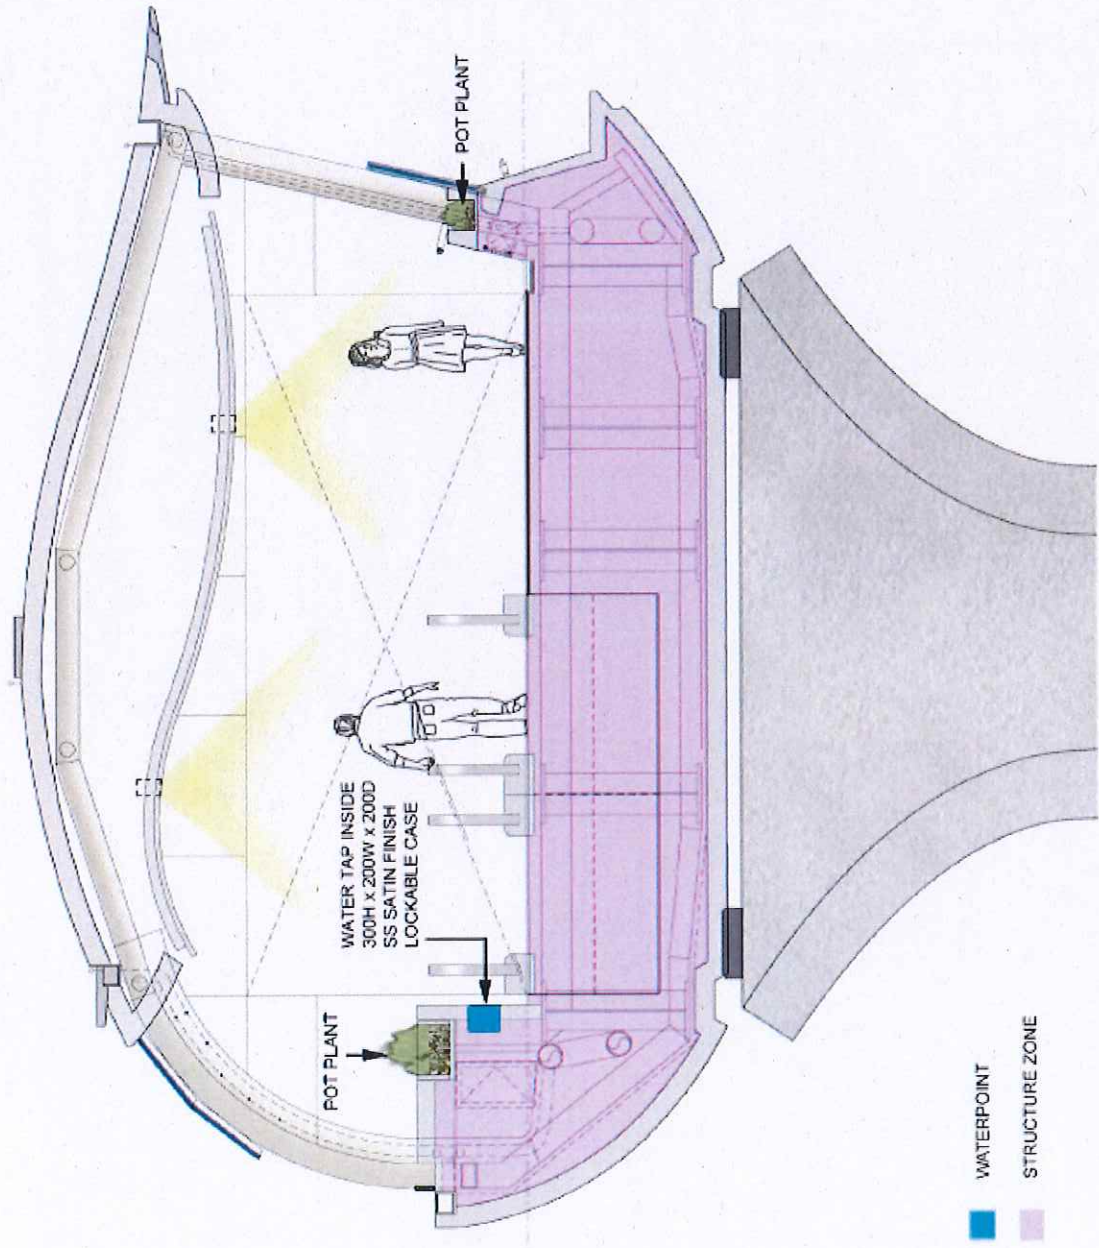 POT PLANT
WATER TAP INSIDE
300H x 200W x 200D
SS SATIN FINISH
LOCKABLE CASE
POT PLANT
WATERPOINT
STRUCTURE ZONE